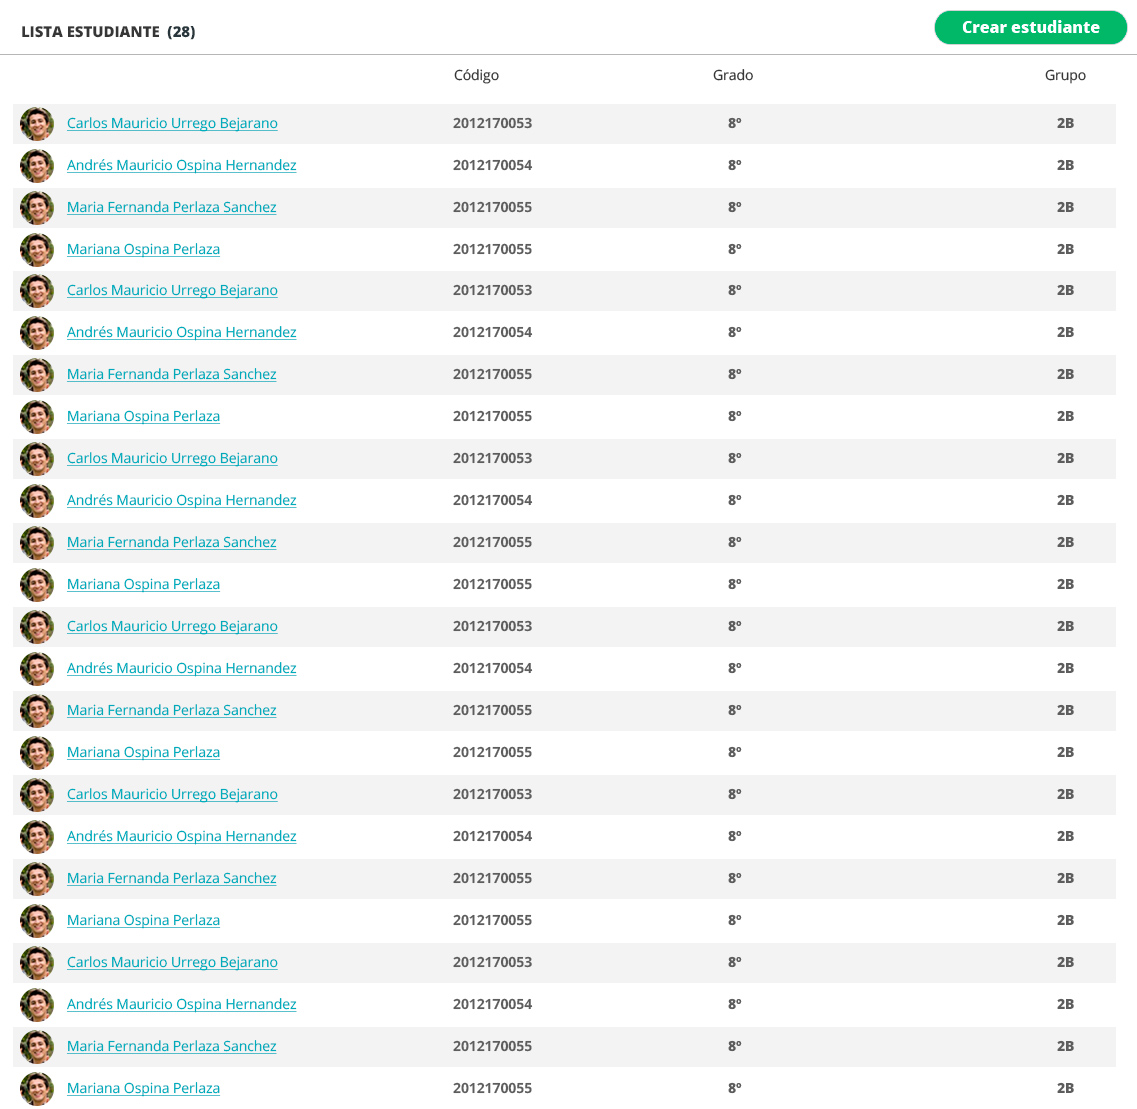 LISTA ESTUDIANTE (28)
Crear estudiante
Código Grado Grupo
Carlos Mauricio Urrego Bejarano 2012170053 8º 2B
Andrés Mauricio Ospina Hernandez 2012170054 8º 2B
Maria Fernanda Perlaza Sanchez 2012170055 8º 2B
Mariana Ospina Perlaza 2012170055 8º 2B
Carlos Mauricio Urrego Bejarano 2012170053 8º 2B
Andrés Mauricio Ospina Hernandez 2012170054 8º 2B
Maria Fernanda Perlaza Sanchez 2012170055 8º 2B
Mariana Ospina Perlaza 2012170055 8º 2B
Carlos Mauricio Urrego Bejarano 2012170053 8º 2B
Andrés Mauricio Ospina Hernandez 2012170054 8º 2B
Maria Fernanda Perlaza Sanchez 2012170055 8º 2B
Mariana Ospina Perlaza 2012170055 8º 2B
Carlos Mauricio Urrego Bejarano 2012170053 8º 2B
Andrés Mauricio Ospina Hernandez 2012170054 8º 2B
Maria Fernanda Perlaza Sanchez 2012170055 8º 2B
Mariana Ospina Perlaza 2012170055 8º 2B
Carlos Mauricio Urrego Bejarano 2012170053 8º 2B
Andrés Mauricio Ospina Hernandez 2012170054 8º 2B
Maria Fernanda Perlaza Sanchez 2012170055 8º 2B
Mariana Ospina Perlaza 2012170055 8º 2B
Carlos Mauricio Urrego Bejarano 2012170053 8º 2B
Andrés Mauricio Ospina Hernandez 2012170054 8º 2B
Maria Fernanda Perlaza Sanchez 2012170055 8º 2B
Mariana Ospina Perlaza 2012170055 8º 2B